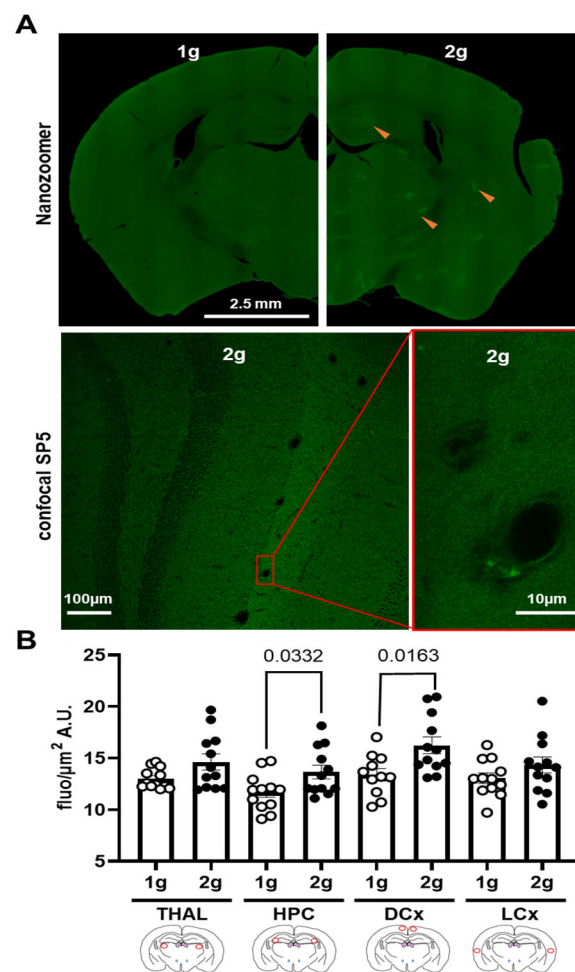 A
1g
2g
Nanozoomer
2.5 mm
2g
2g
confocal SP5
100µm
10µm
B
fluo/µm² A.U.
25
20
15
10
5
0.0332
0.0163
1g 2g 1g 2g 1g 2g 1g 2g
THAL HPC DCx LCx